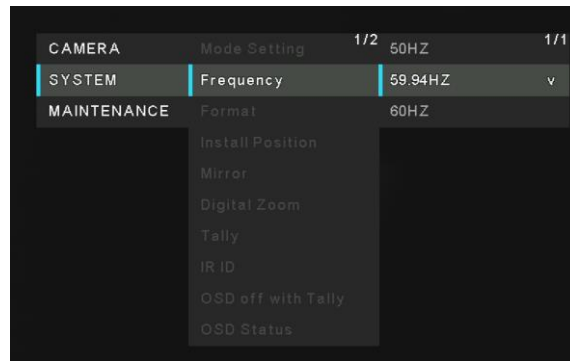 1/2 1/1
CAMERA Mode Setting 50HZ
SYSTEM Frequency 59.94HZ v
MAINTENANCE Format 60HZ
Install Position
Mirror
Digital Zoom
Tally
IR ID
OSD off with Tally
OSD Status